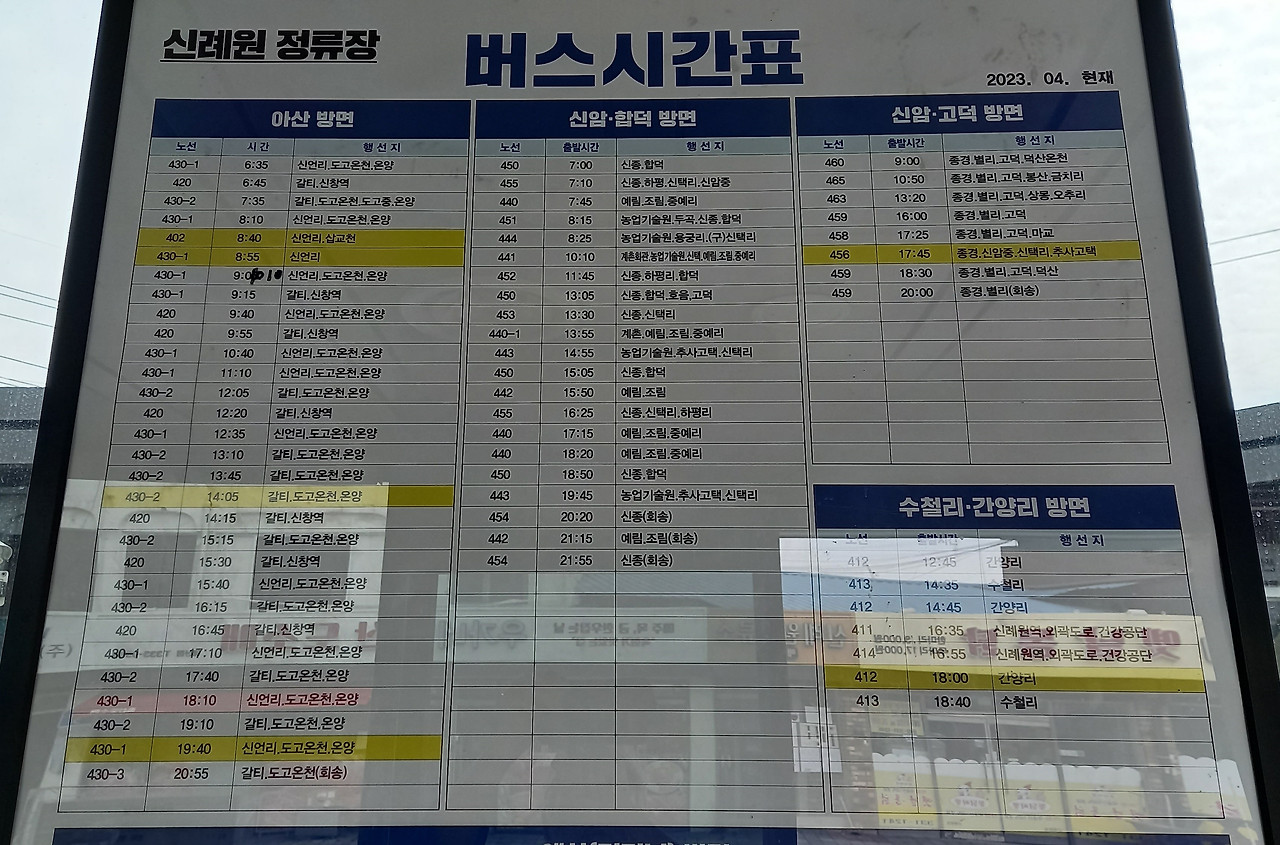 신례원 정류장
버스시간표
2023. 04. 현재
아산 방면
노선 시 간 행 선 지
430-1 6:35 신언리.도고온천.온양
420 6:45 갈티.신창역
430-2 7:35 갈티.도고온천.도고중.온양
430-1 8:10 신언리.도고온천.온양
402 8:40 신언리.삽교천
430-1 8:55 신언리
430-1 9:0 신언리.도고온천.온양
430-1 9:15 갈티.신창역
420 9:40 신언리.도고온천.온양
420 9:55 갈티.신창역
430-1 10:40 신언리.도고온천.온양
430-1 11:10 신언리.도고온천.온양
430-2 12:05 갈티.도고온천.온양
420 12:20 갈티.신창역
430-1 12:35 신언리.도고온천.온양
430-2 13:10 갈티.도고온천.온양
430-2 13:45 갈티.도고온천.온양
430-2 14:05 갈티.도고온천.온양
420 14:15 갈티.신창역
430-2 15:15 갈티.도고온천.온양
420 15:30 갈티.신창역
430-1 15:40 신언리.도고온천.온양
430-2 16:15 갈티.도고온천.온양
420 16:45 갈티.신창역
430-1 17:10 신언리.도고온천.온양
430-2 17:40 갈티.도고온천.온양
430-1 18:10 신언리.도고온천.온양
430-2 19:10 갈티.도고온천.온양
430-1 19:40 신언리.도고온천.온양
430-3 20:55 갈티.도고온천(회송)
신암·합덕 방면
노선 출발시간 행 선 지
450 7:00 신종.합덕
455 7:10 신종.하평.신택리.신암중
440 7:45 예림.조림.중예리
451 8:15 농업기술원.두곡.신종.합덕
444 8:25 농업기술원.용궁리.(구)신택리
441 10:10 계촌회관.농업기술원.신택.예림.조림.중예리
452 11:45 신종.하평리.합덕
450 13:05 신종.합덕.호음.고덕
453 13:30 신종.신택리
440-1 13:55 계촌.예림.조림.중예리
443 14:55 농업기술원.추사고택.신택리
450 15:05 신종.합덕
442 15:50 예림.조림
455 16:25 신종.신택리.하평리
440 17:15 예림.조림.중예리
440 18:20 예림.조림.중예리
450 18:50 신종.합덕
443 19:45 농업기술원.추사고택.신택리
454 20:20 신종(회송)
442 21:15 예림.조림(회송)
454 21:55 신종(회송)
신암·고덕 방면
노선 출발시간 행 선 지
460 9:00 종경.별리.고덕.덕산온천
465 10:50 종경.별리.고덕.봉산.금치리
463 13:20 종경.별리.고덕.상몽.오추리
459 16:00 종경.별리.고덕
458 17:25 종경.별리.고덕.마교
456 17:45 종경.신암중.신택리.추사고택
459 18:30 종경.별리.고덕.덕산
459 20:00 종경.별리(회송)
수철리·간양리 방면
노선 출발시간 행 선 지
412 12:45 간양리
413 14:35 수철리
412 14:45 간양리
411 16:35 신례원역.외곽도로.건강공단
414 16:55 신례원역.외곽도로.건강공단
412 18:00 간양리
413 18:40 수철리